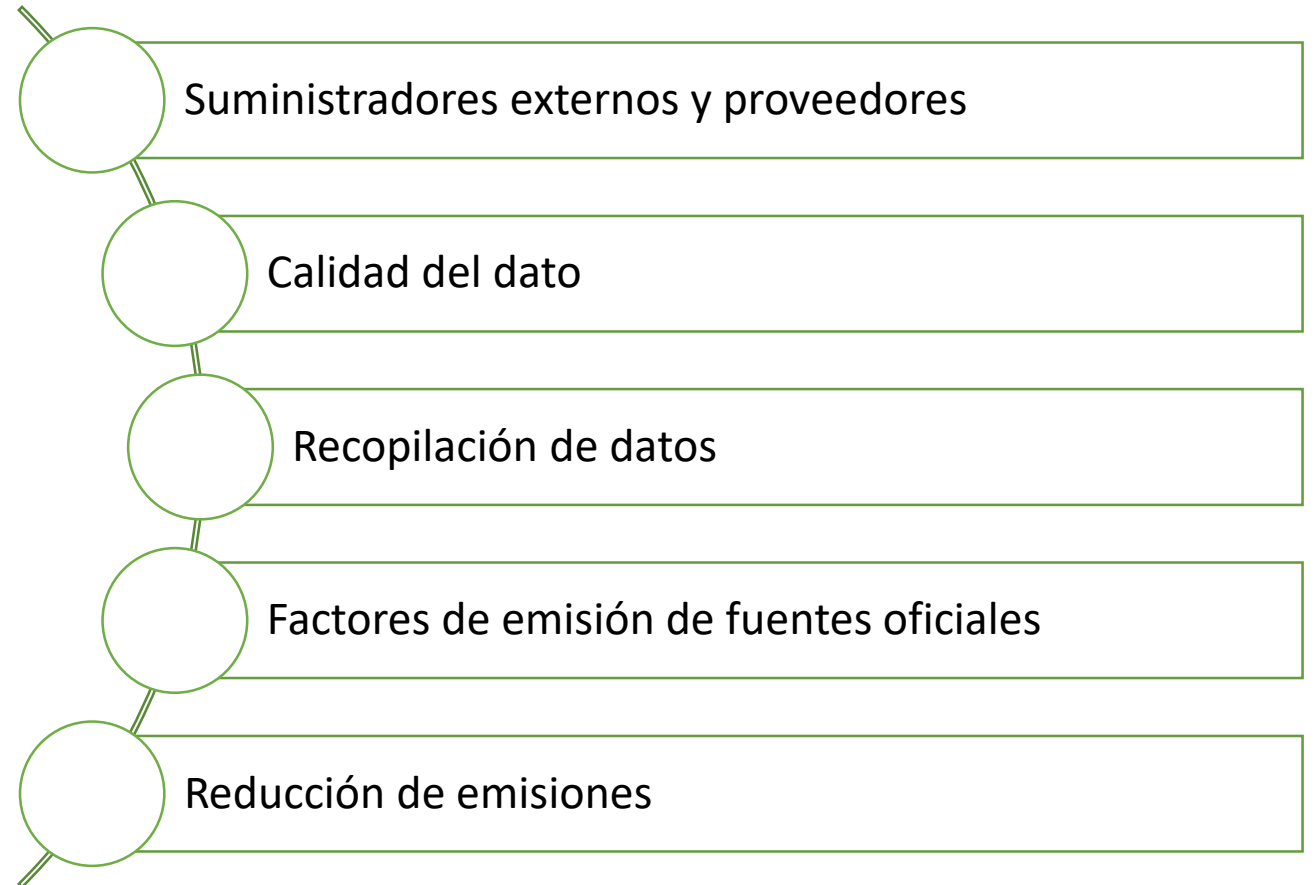 Suministradores externos y proveedores
Calidad del dato
Recopilación de datos
Factores de emisión de fuentes oficiales
Reducción de emisiones